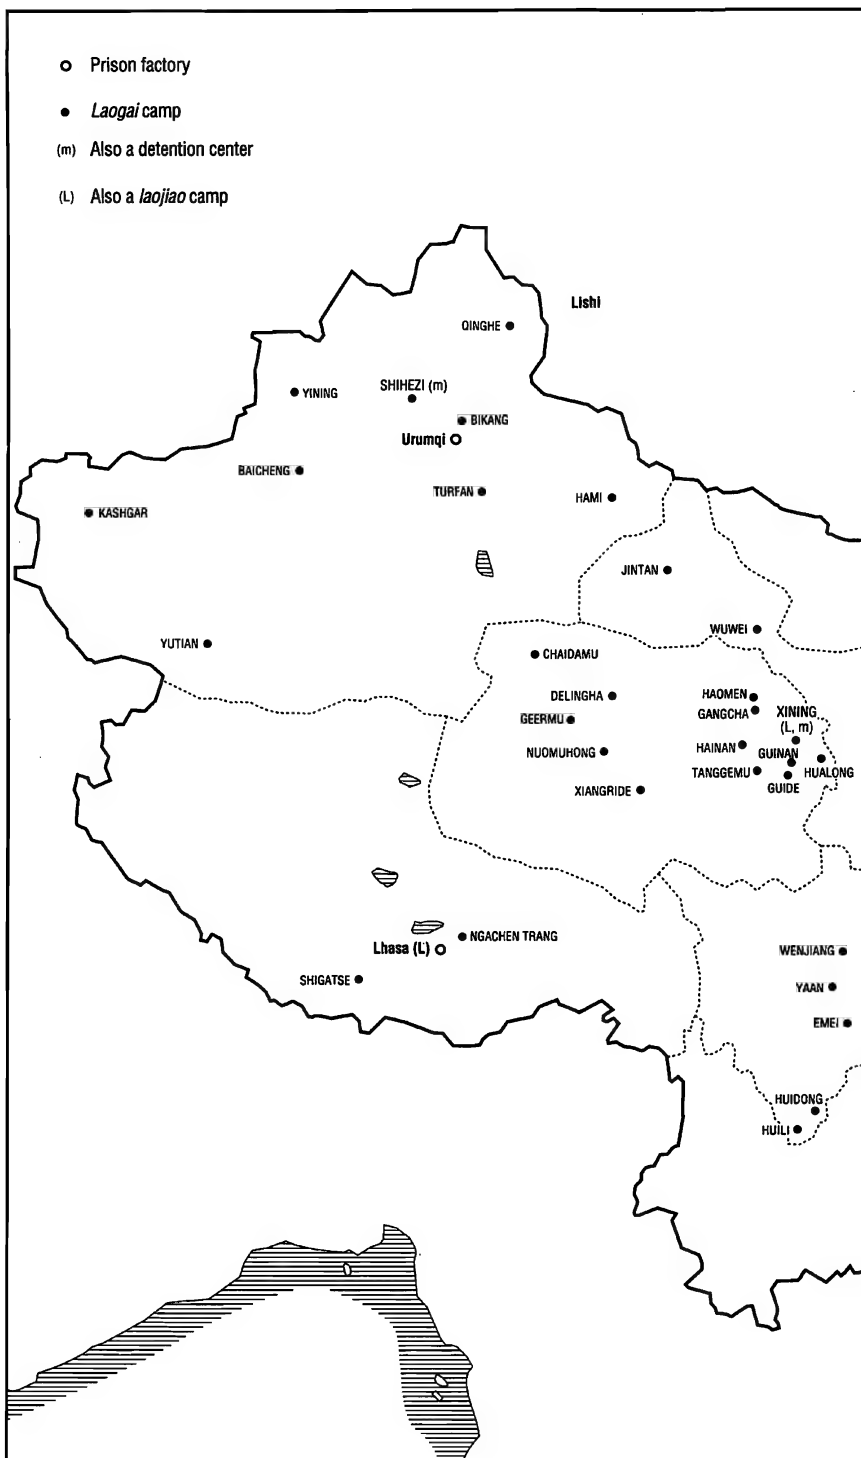 Prison factory
Laogai camp
(m) Also a detention center
(L) Also a laojiao camp
Lishi
QINGHE
YINING
SHIHEZI (m)
BIKANG
Urumqi
BAICHENG
TURFAN
HAMI
KASHGAR
JINTAN
WUWEI
YUTIAN
CHAIDAMU
DELINGHA
HAOMEN
GANGCHA
XINING
(L, m)
GEERMU
HAINAN
GUINAN
NUOMUHONG
TANGGEMU
HUALONG
GUIDE
XIANGRIDE
NGACHEN TRANG
Lhasa (L)
WENJIANG
SHIGATSE
YAAN
EMEI
HUIDONG
HUILI